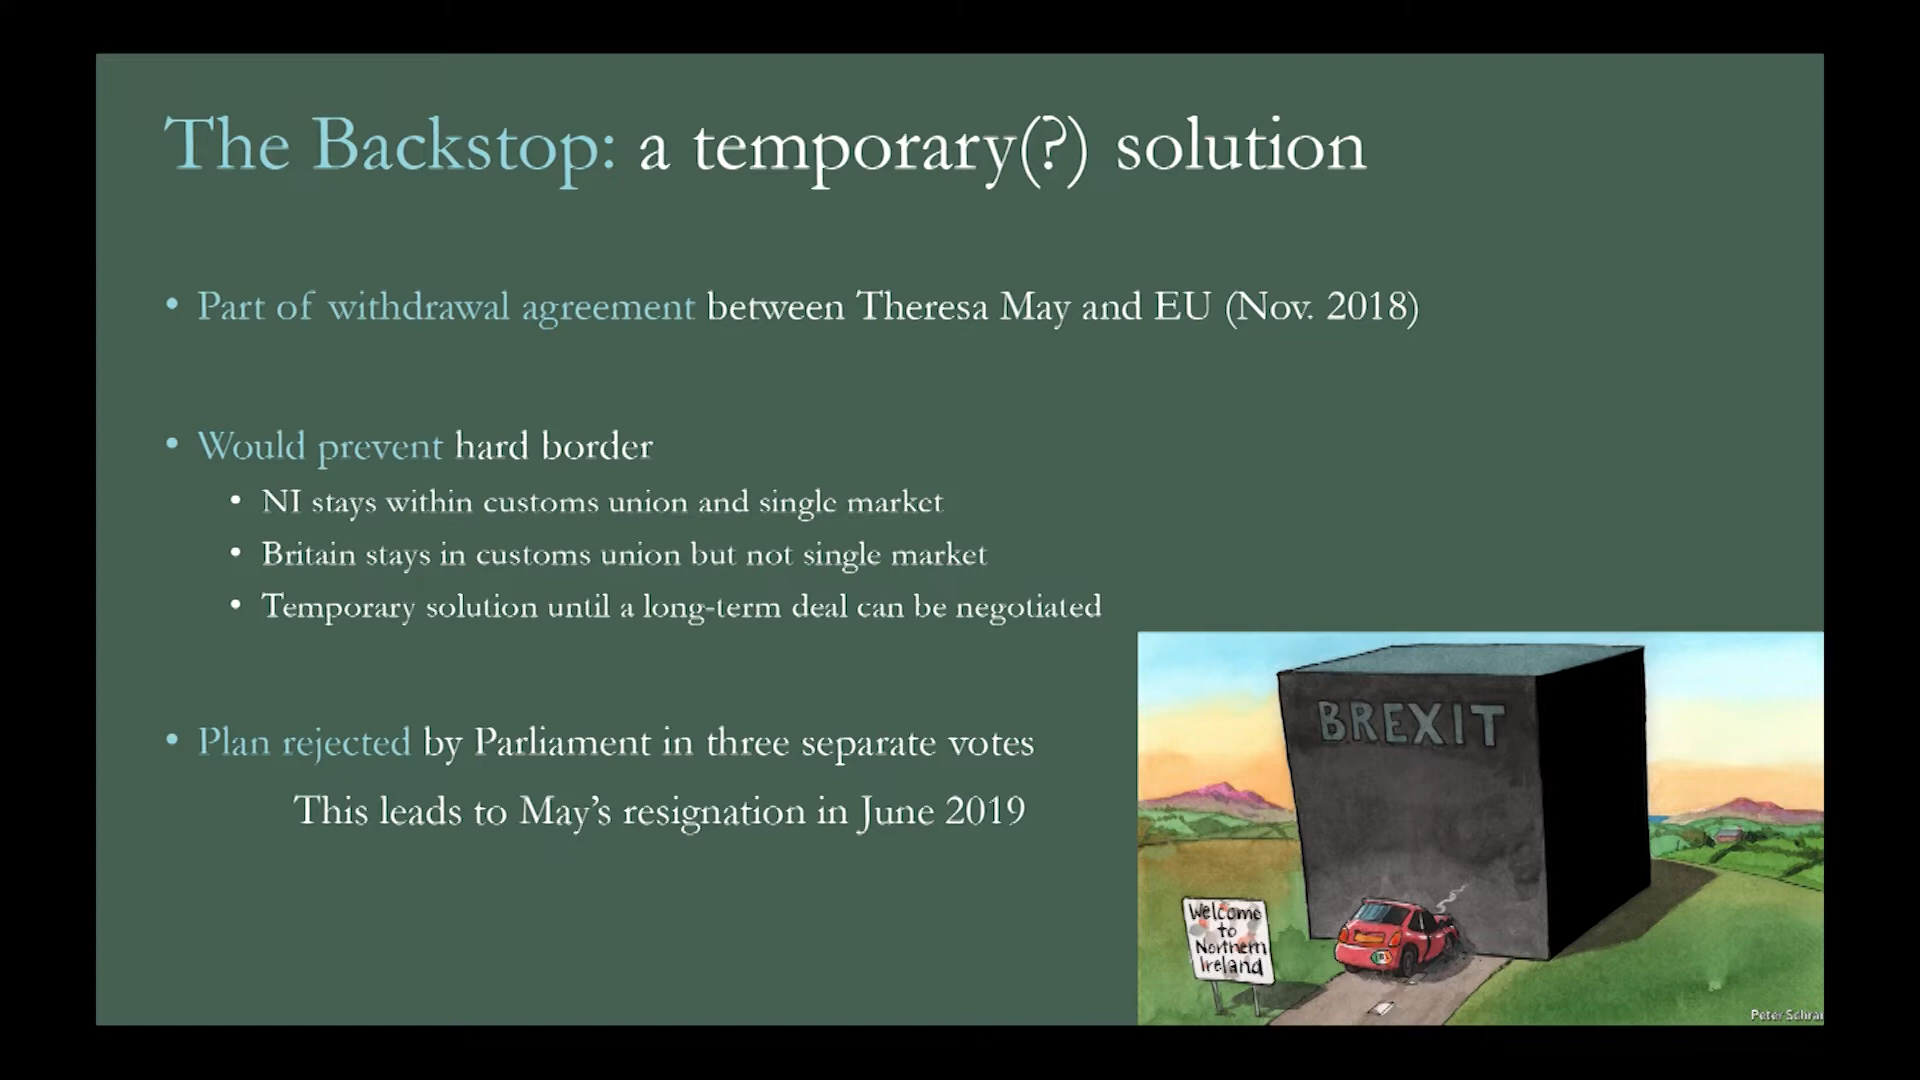 The Backstop: a temporary(?) solution
• Part of withdrawal agreement between Theresa May and EU (Nov. 2018)
• Would prevent hard border
• NI stays within customs union and single market
• Britain stays in customs union but not single market
• Temporary solution until a long-term deal can be negotiated
• Plan rejected by Parliament in three separate votes
This leads to May's resignation in June 2019
BREXIT
Welcome
to
Northern
Ireland
Peter